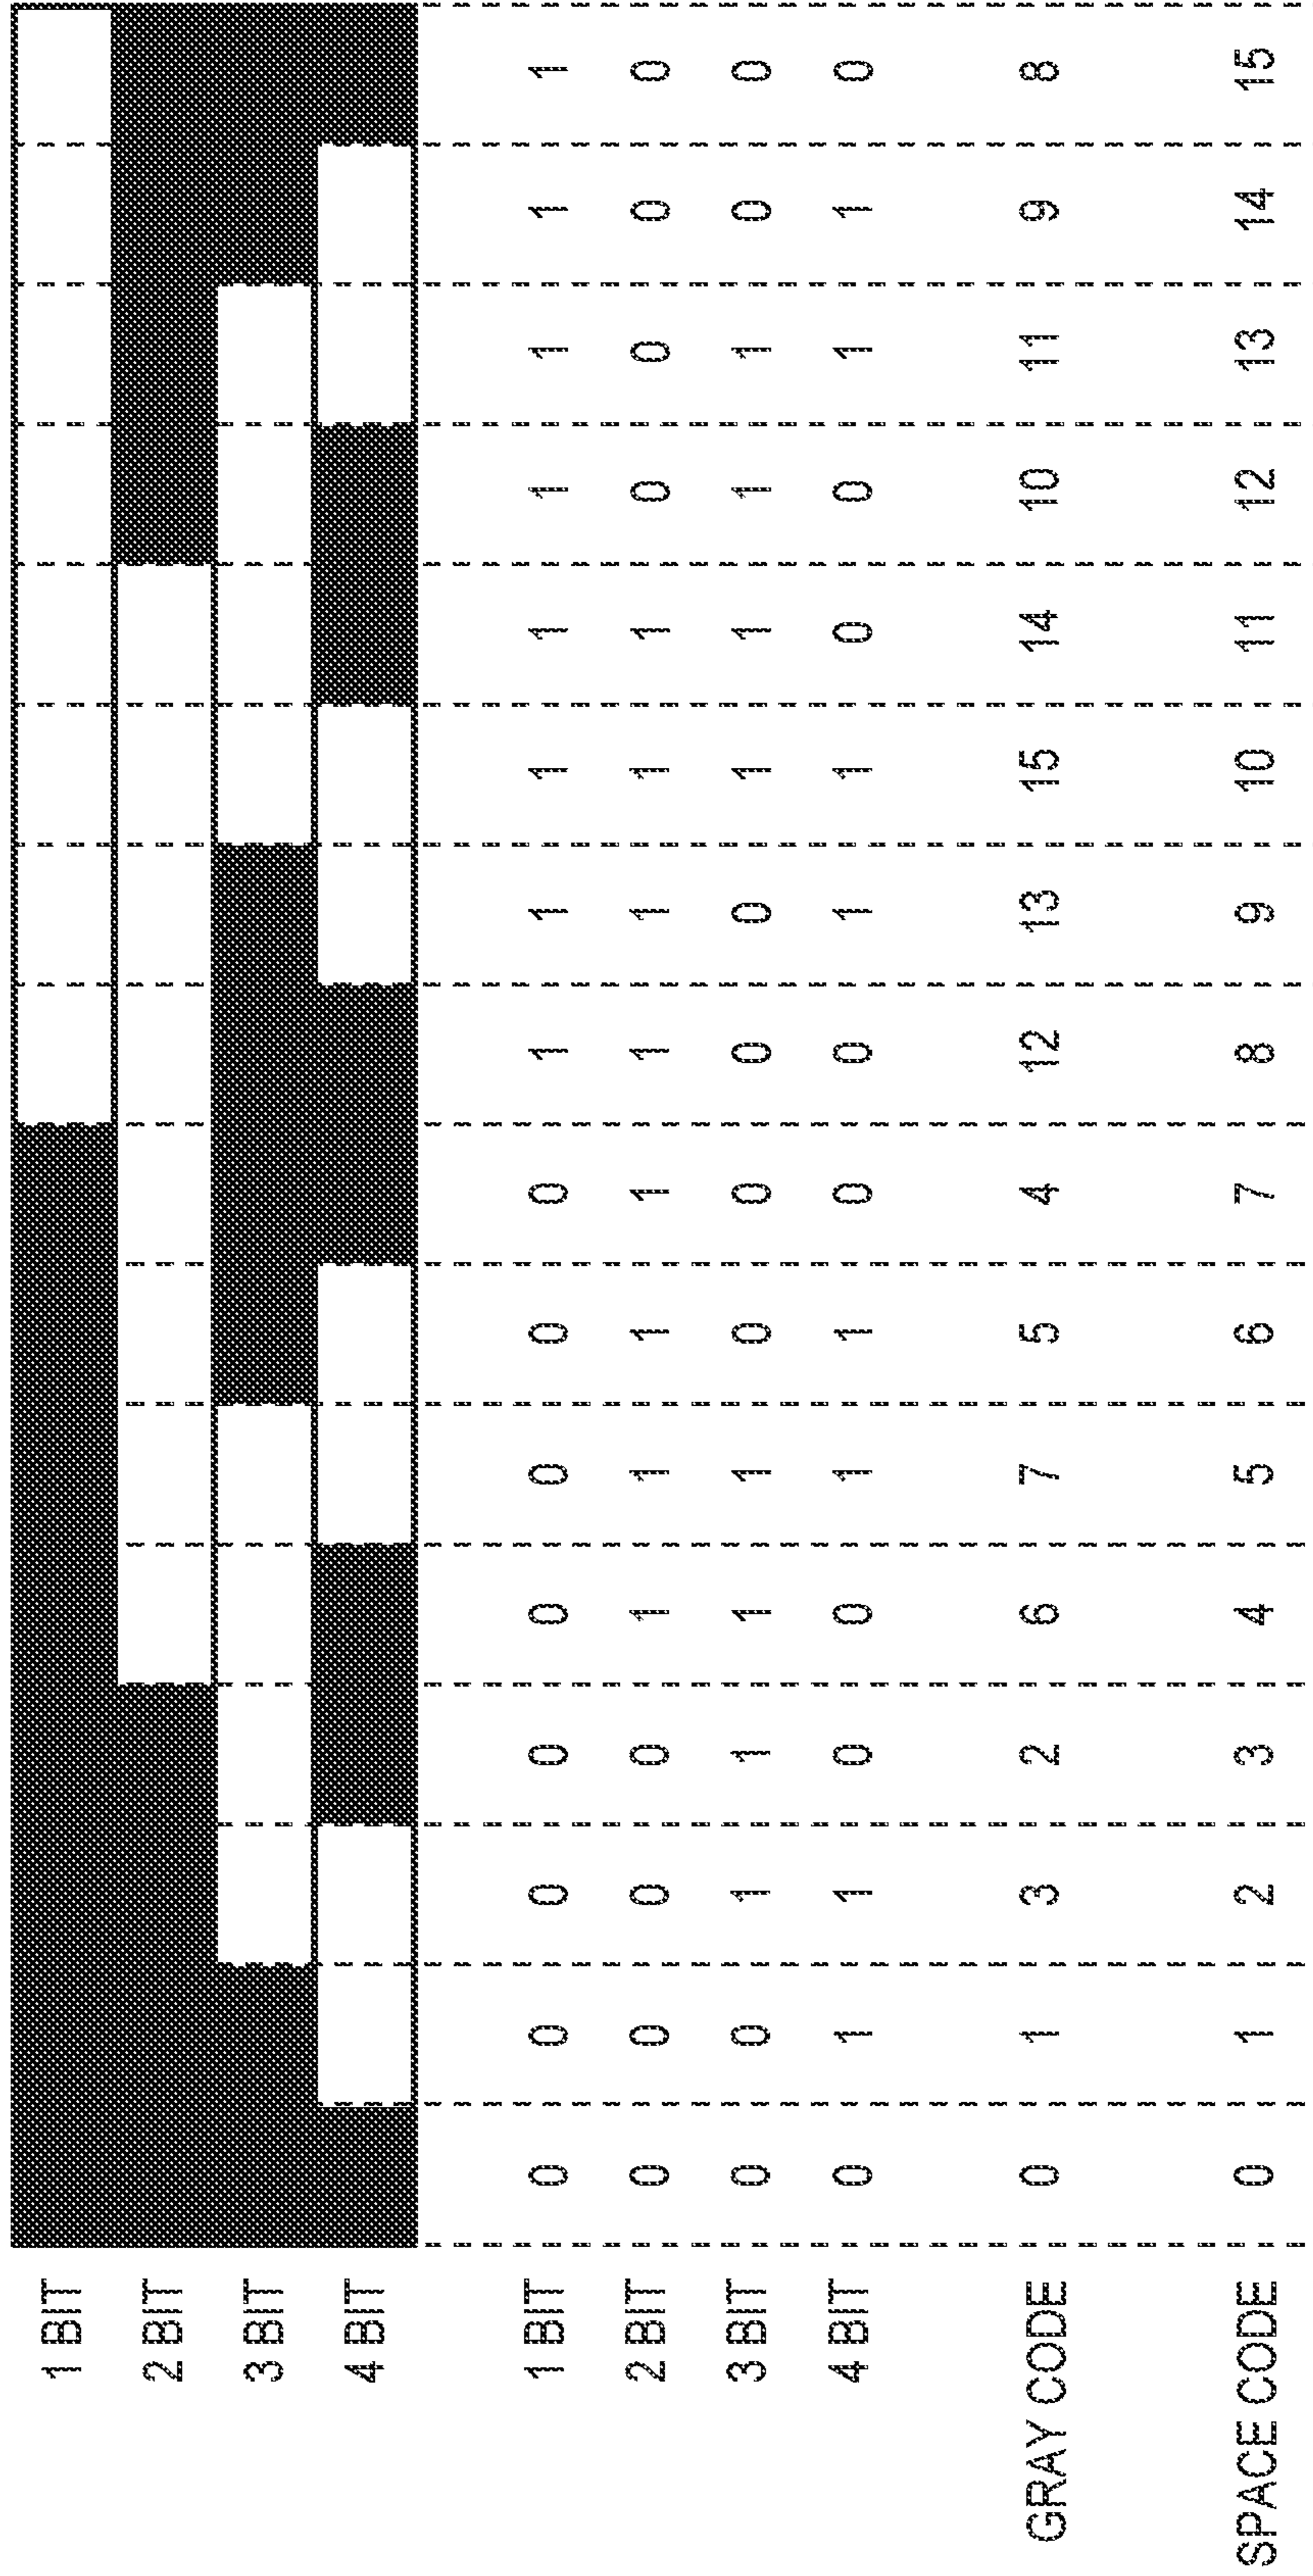 1 BIT
2 BIT
3 BIT
4 BIT
1 BIT 0 0 0 0 0 0 0 0 1 1 1 1 1 1 1 1
2 BIT 0 0 0 0 1 1 1 1 1 1 1 1 0 0 0 0
3 BIT 0 0 1 1 1 1 0 0 0 0 1 1 1 1 0 0
4 BIT 0 1 1 0 0 1 1 0 0 1 1 0 0 1 1 0
GRAY CODE 0 1 3 2 6 7 5 4 12 13 15 14 10 11 9 8
SPACE CODE 0 1 2 3 4 5 6 7 8 9 10 11 12 13 14 15